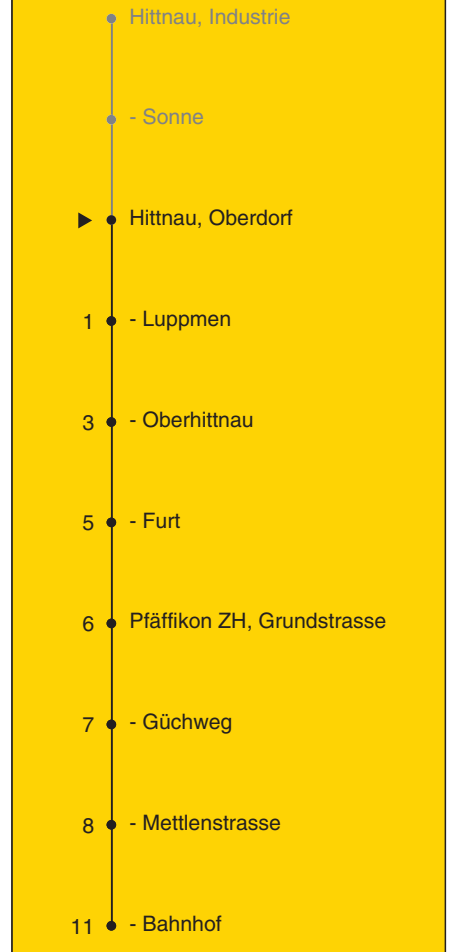 Hittnau, Industrie
- Sonne
Hittnau, Oberdorf
1 - Luppmen
3 - Oberhittnau
5 - Furt
6 Pfäffikon ZH, Grundstrasse
7 - Güchweg
8 - Mettlenstrasse
11 - Bahnhof